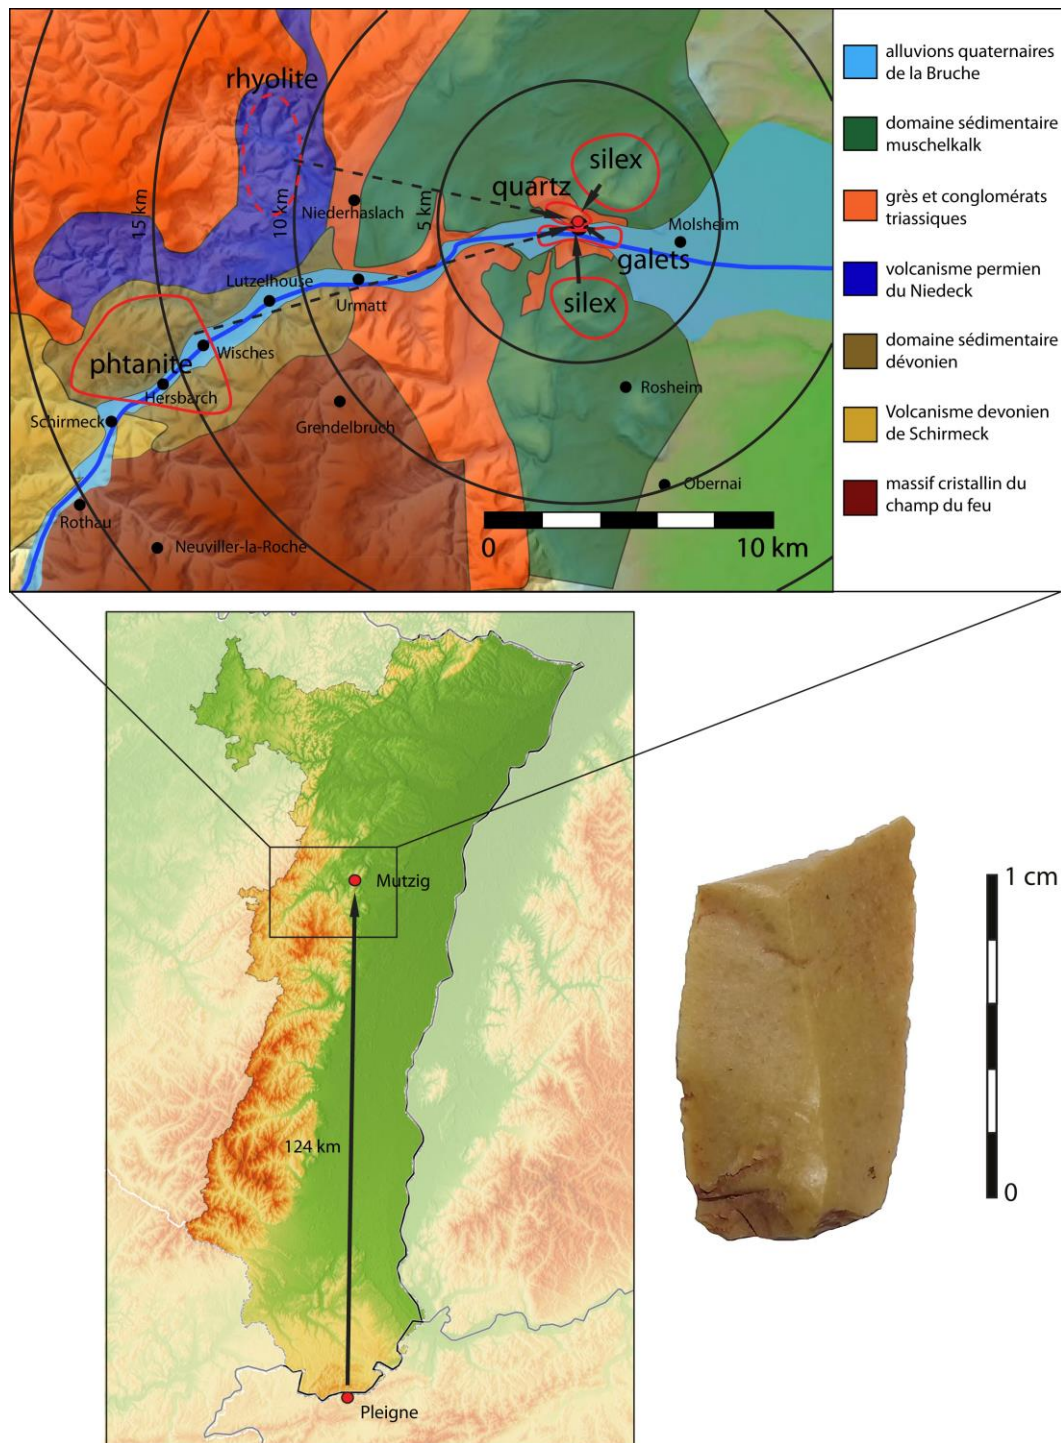 rhyolite
silex
quartz
Niederhaslach
15 km
10 km
5 km
Molsheim
galets
Lutzelhouse
Urmatt
silex
Wisches
phtanite
Hersbarch
Rosheim
Schirmeck
Grendelbruch
Obernai
Rothau
Neuviller-la-Roche
0
10 km
alluvions quaternaires
de la Bruche
domaine sédimentaire
muschelkalk
grès et conglomérats
triassiques
volcanisme permien
du Niedeck
domaine sédimentaire
dévonien
Volcanisme devonien
de Schirmeck
massif cristallin du
champ du feu
Mutzig
124 km
Pleigne
1 cm
0